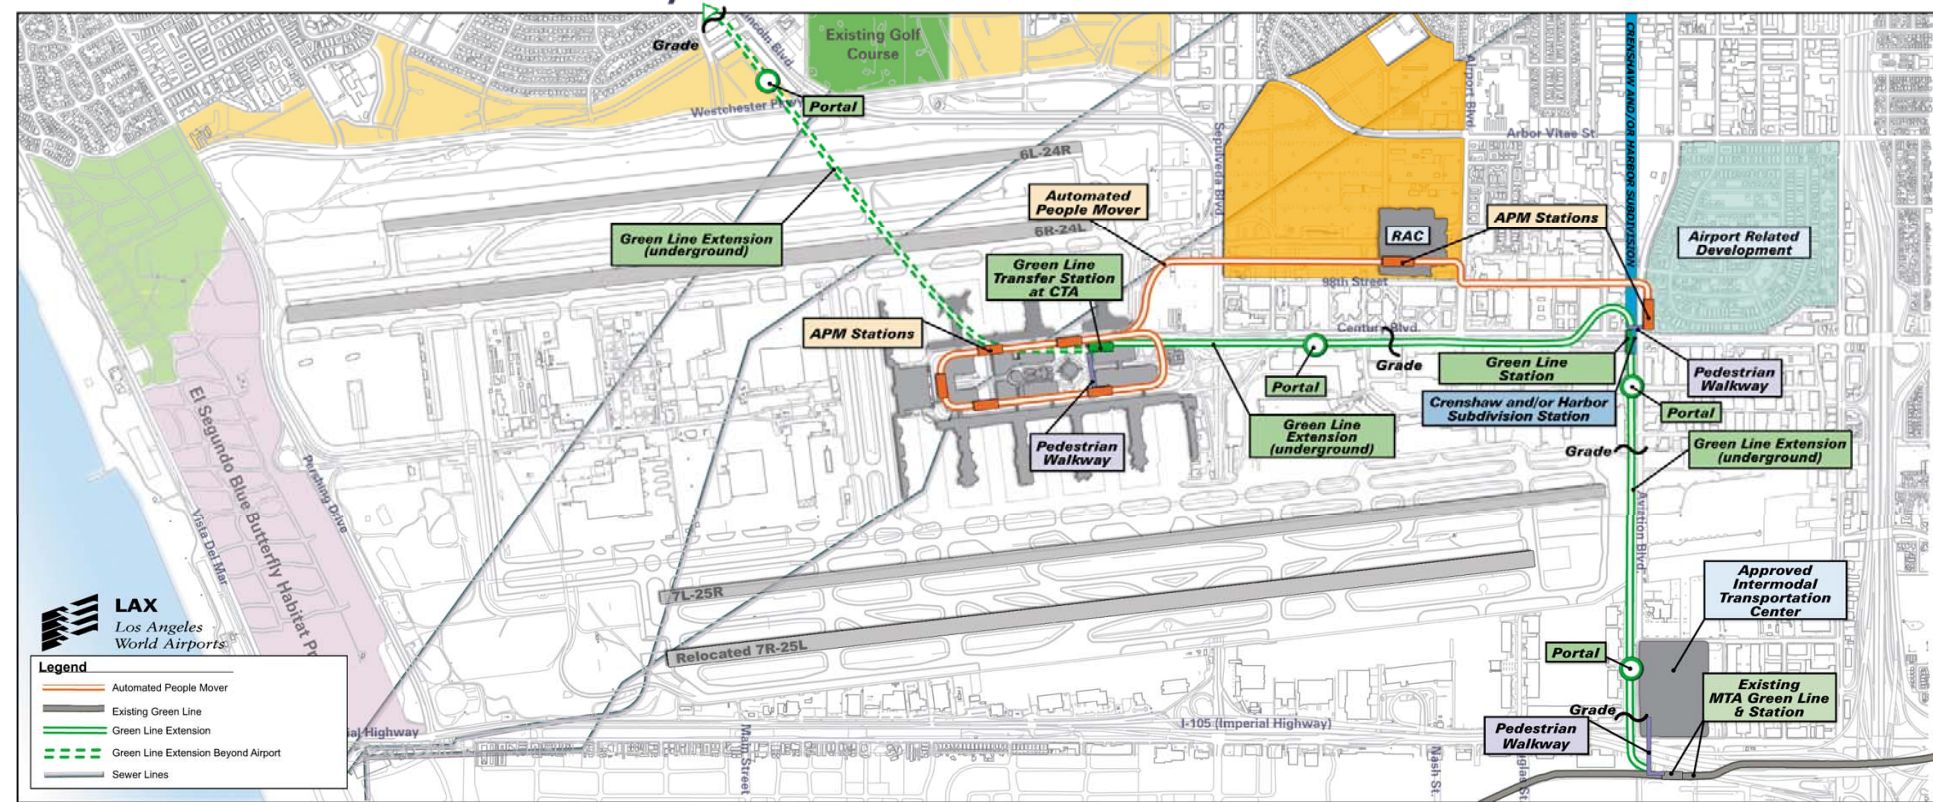 Grade
Lincoln Blvd.
Existing Golf
Course
Portal
Westchester Pkwy
6L-24R
6R-24L
Green Line Extension
(underground)
Automated
People Mover
Sepulveda Blvd.
Airport Blvd.
Arbor Vitae St.
CRENSHAW AND/OR HARBOR SUBDIVISION
APM Stations
RAC
Airport Related
Development
98th Street
Green Line
Transfer Station
at CTA
APM Stations
Century Blvd.
Grade
Portal
Green Line
Station
Pedestrian
Walkway
Crenshaw and/or Harbor
Subdivision Station
Portal
Green Line
Extension
(underground)
Pedestrian
Walkway
Grade
Green Line Extension
(underground)
Aviation Blvd.
El Segundo Blue Butterfly Habitat Pr
Pershing Drive
Vista Del Mar
7L-25R
Relocated 7R-25L
Approved
Intermodal
Transportation
Center
Portal
Existing
MTA Green Line
& Station
Grade
Pedestrian
Walkway
I-105 (Imperial Highway)
ial Highway
Main Street
Nash St.
glas St.
LAX
Los Angeles
World Airports
Legend
Automated People Mover
Existing Green Line
Green Line Extension
Green Line Extension Beyond Airport
Sewer Lines